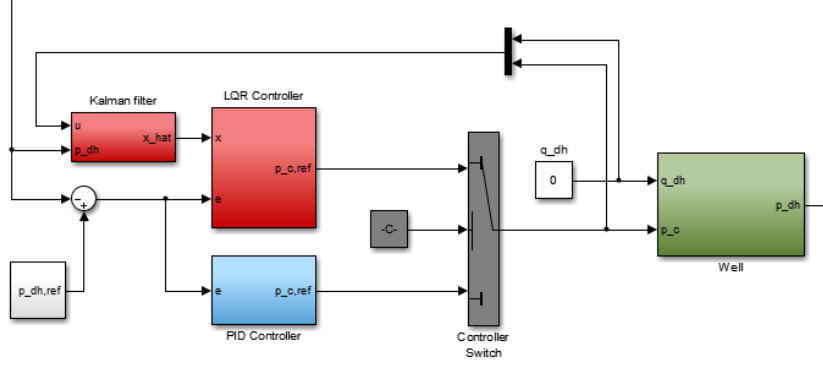 Kalman filter
u
p_dh
x_hat
LQR Controller
x
e
p_c,ref
-
+
p_dh,ref
e
p_c,ref
PID Controller
-C-
Controller
Switch
q_dh
0
q_dh
p_c
p_dh
Well